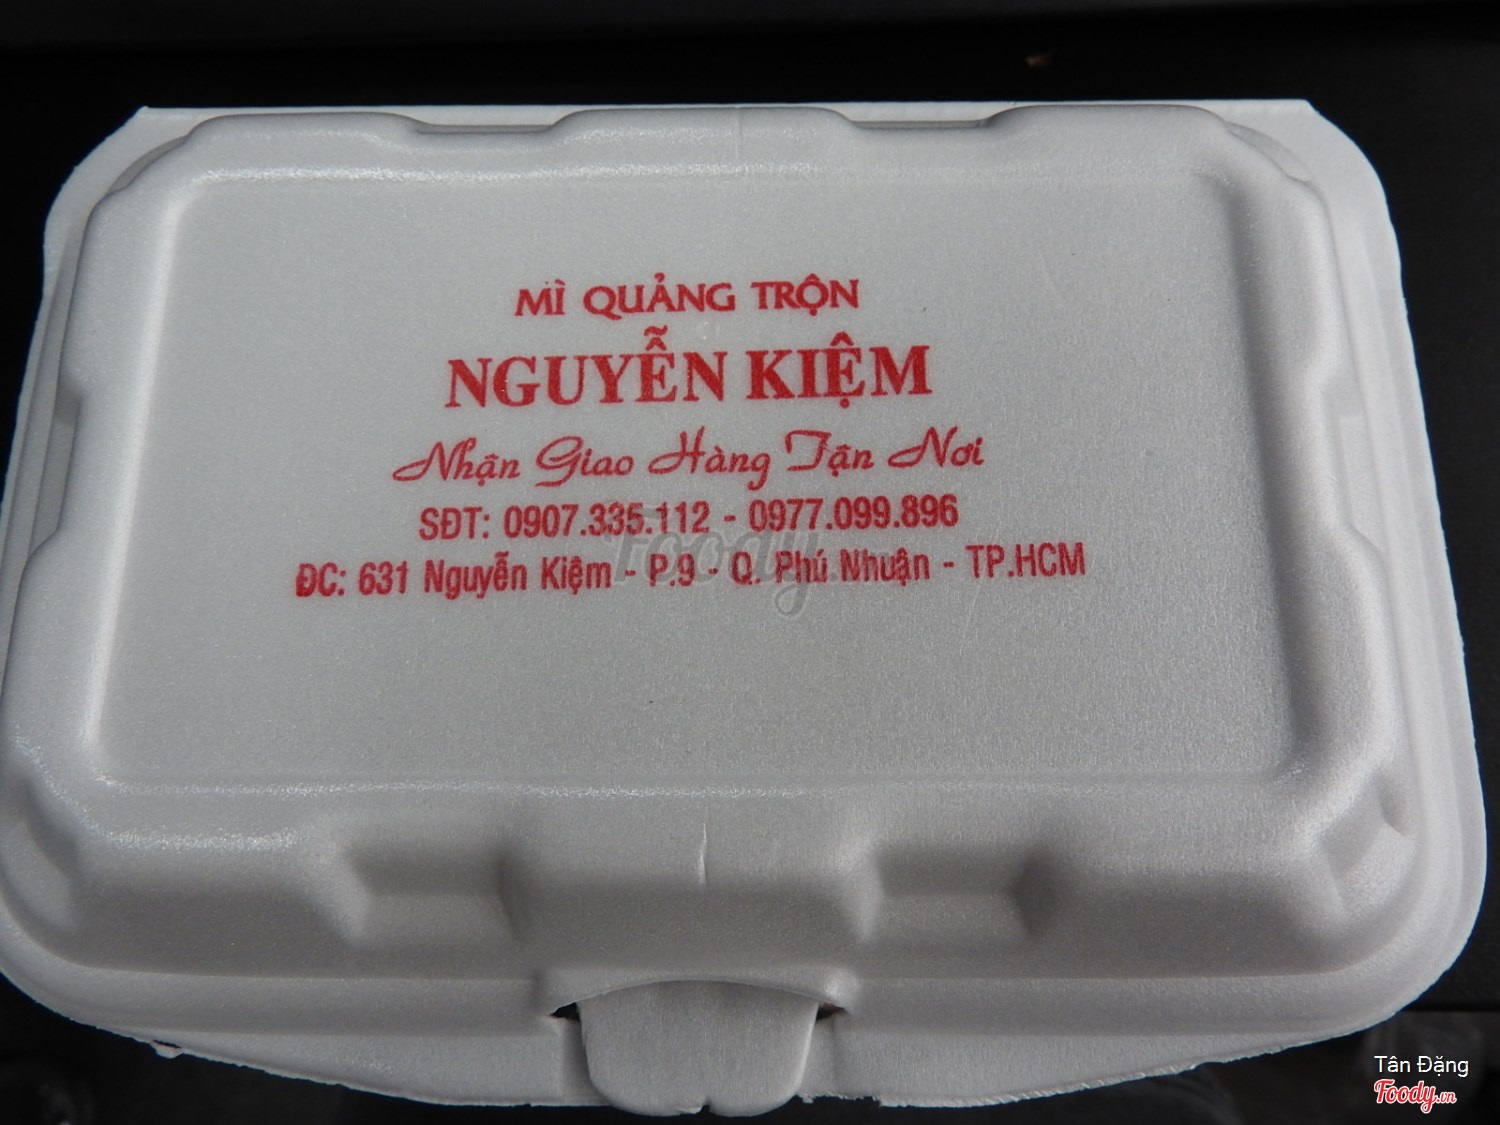 MÌ QUẢNG TRỘN
NGUYỄN KIỆM
Nhận Giao Hàng Tận Nơi
SĐT: 0907.335.112 - 0977.099.896
ĐC: 631 Nguyễn Kiệm - P.9 - Q. Phú Nhuận - TP.HCM
Foody
Tân Đặng
Foody.vn